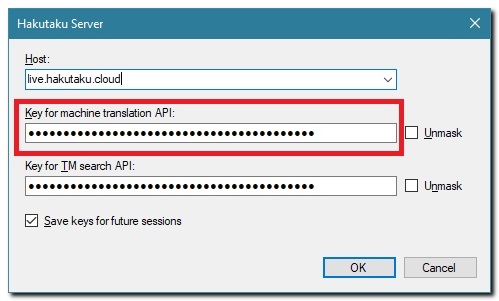 Hakutaku Server
Host:
live.hakutaku.cloud
Key for machine translation API:
●●●●●●●●●●●●●●●●●●●●●●●●●●●●●●●●●●●●●●●●
Unmask
Key for TM search API:
●●●●●●●●●●●●●●●●●●●●●●●●●●●●●●●●●●●●●●●●
Unmask
Save keys for future sessions
OK
Cancel